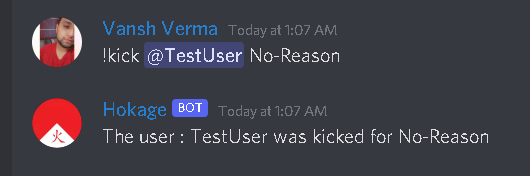 Vansh Verma Today at 1:07 AM
!kick @TestUser No-Reason
火
Hokage BOT Today at 1:07 AM
The user : TestUser was kicked for No-Reason